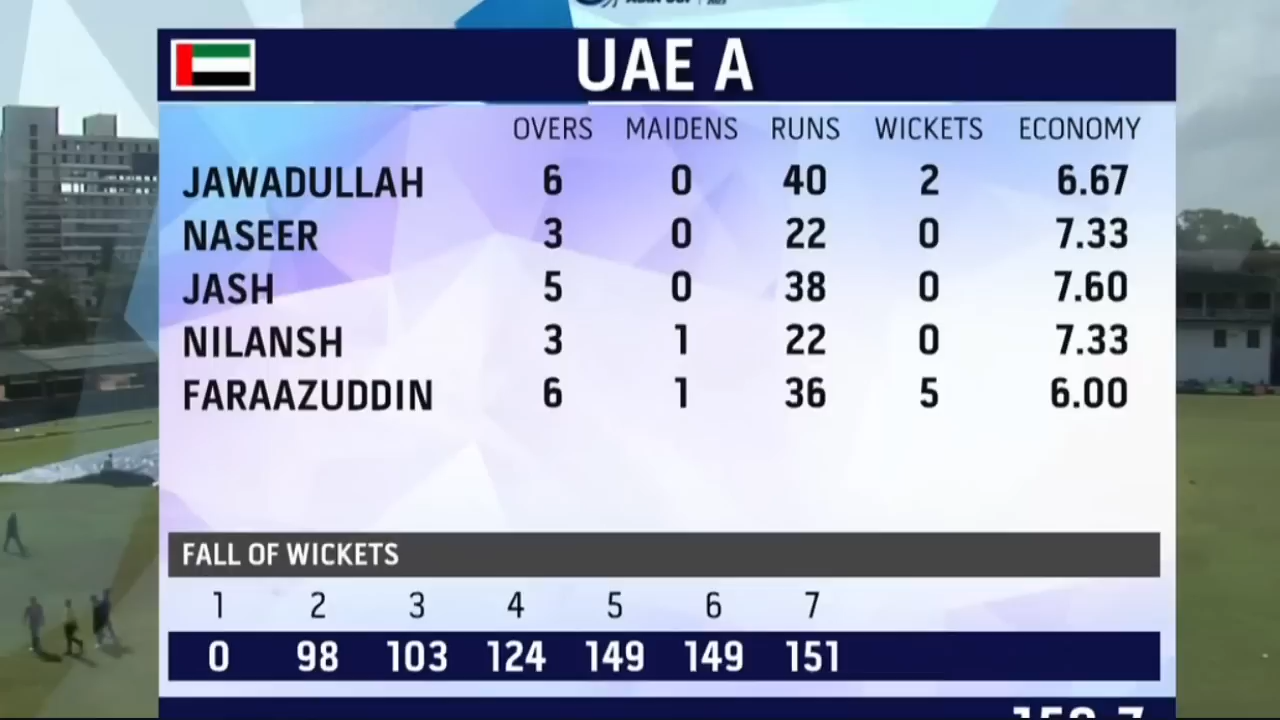 UAE A
OVERS MAIDENS RUNS WICKETS ECONOMY
JAWADULLAH 6 0 40 2 6.67
NASEER 3 0 22 0 7.33
JASH 5 0 38 0 7.60
NILANSH 3 1 22 0 7.33
FARAAZUDDIN 6 1 36 5 6.00
FALL OF WICKETS
1 2 3 4 5 6 7
0 98 103 124 149 149 151